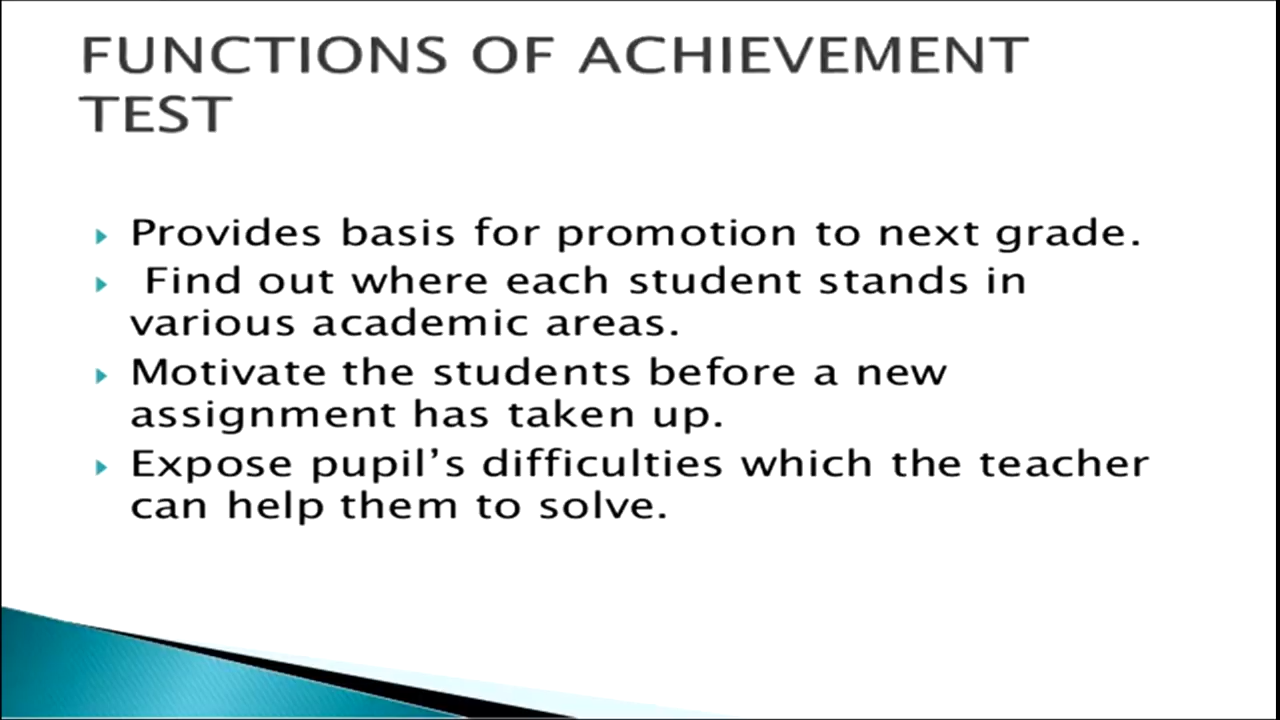 FUNCTIONS OF ACHIEVEMENT
TEST
Provides basis for promotion to next grade.
Find out where each student stands in
various academic areas.
Motivate the students before a new
assignment has taken up.
Expose pupil’s difficulties which the teacher
can help them to solve.